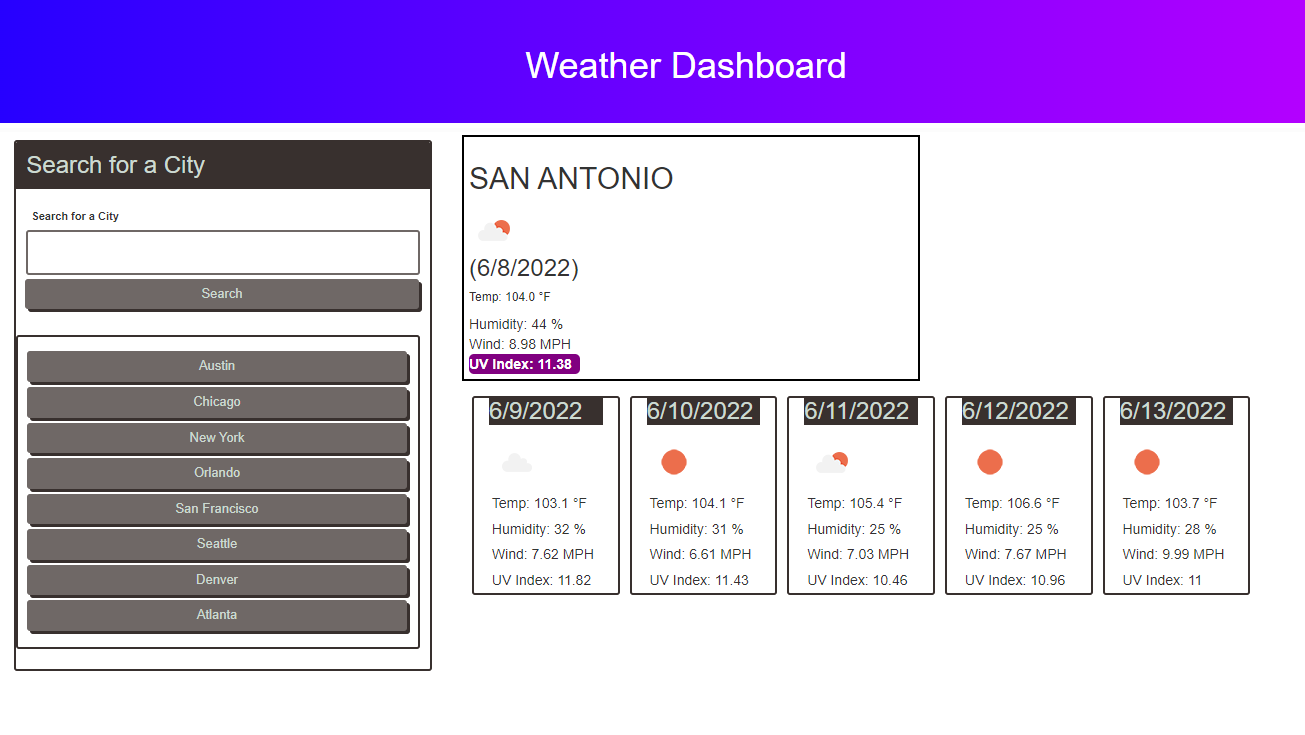 Weather Dashboard
Search for a City
Search for a City
Search
Austin
Chicago
New York
Orlando
San Francisco
Seattle
Denver
Atlanta
SAN ANTONIO
(6/8/2022)
Temp: 104.0 °F
Humidity: 44 %
Wind: 8.98 MPH
UV Index: 11.38
6/9/2022
Temp: 103.1 °F
Humidity: 32 %
Wind: 7.62 MPH
UV Index: 11.82
6/10/2022
Temp: 104.1 °F
Humidity: 31 %
Wind: 6.61 MPH
UV Index: 11.43
6/11/2022
Temp: 105.4 °F
Humidity: 25 %
Wind: 7.03 MPH
UV Index: 10.46
6/12/2022
Temp: 106.6 °F
Humidity: 25 %
Wind: 7.67 MPH
UV Index: 10.96
6/13/2022
Temp: 103.7 °F
Humidity: 28 %
Wind: 9.99 MPH
UV Index: 11